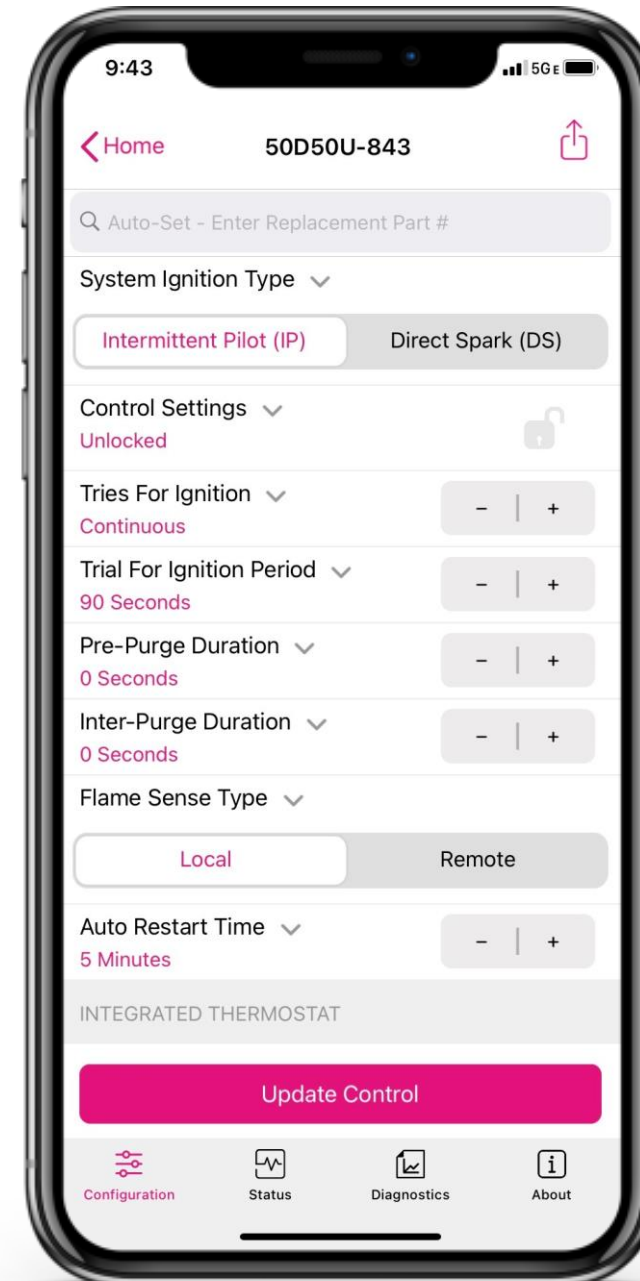 9:43
5G E
Home
50D50U-843
Auto-Set - Enter Replacement Part #
System Ignition Type
Intermittent Pilot (IP)
Direct Spark (DS)
Control Settings
Unlocked
Tries For Ignition
Continuous
- | +
Trial For Ignition Period
90 Seconds
- | +
Pre-Purge Duration
0 Seconds
- | +
Inter-Purge Duration
0 Seconds
- | +
Flame Sense Type
Local
Remote
Auto Restart Time
5 Minutes
- | +
INTEGRATED THERMOSTAT
Update Control
Configuration
Status
Diagnostics
About